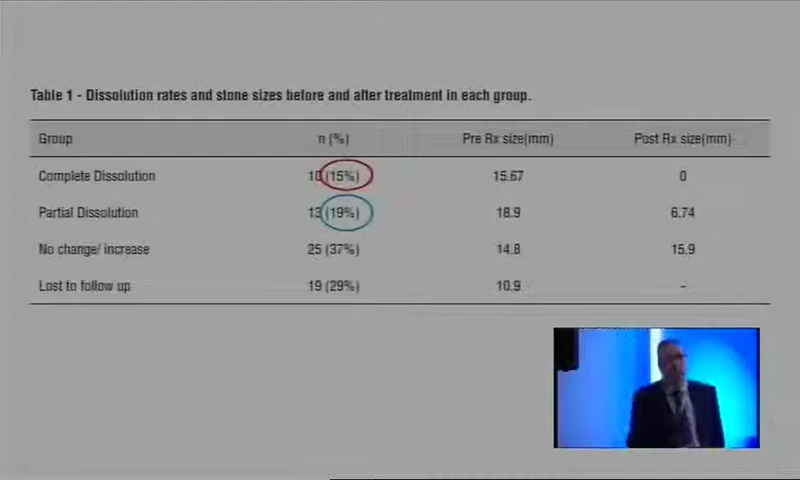 Table 1 - Dissolution rates and stone sizes before and after treatment in each group.
Group n (%) Pre Rx size(mm) Post Rx size(mm)
Complete Dissolution 10 (15%) 15.67 0
Partial Dissolution 13 (19%) 18.9 6.74
No change/ increase 25 (37%) 14.8 15.9
Lost to follow up 19 (29%) 10.9 -